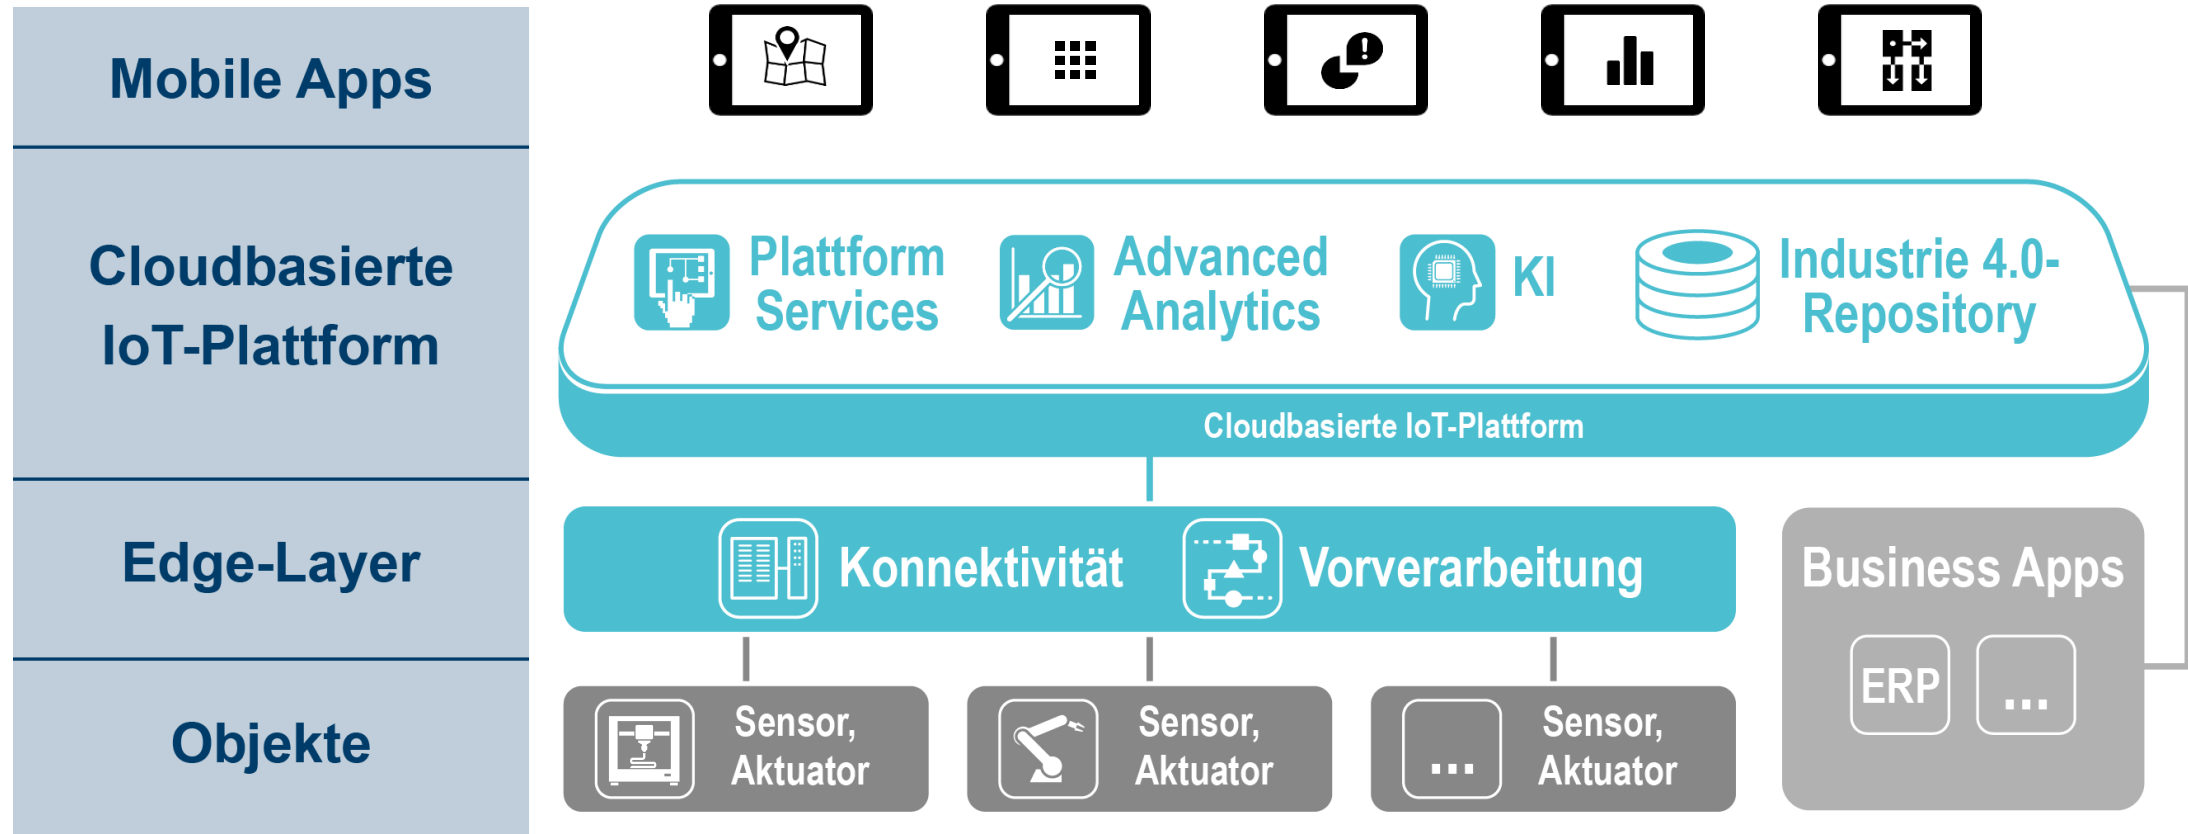 Mobile Apps
Cloudbasierte
IoT-Plattform
Plattform
Services
Advanced
Analytics
KI
Industrie 4.0-
Repository
Cloudbasierte IoT-Plattform
Edge-Layer
Konnektivität
Vorverarbeitung
Business Apps
ERP
...
Objekte
Sensor,
Aktuator
Sensor,
Aktuator
...
Sensor,
Aktuator